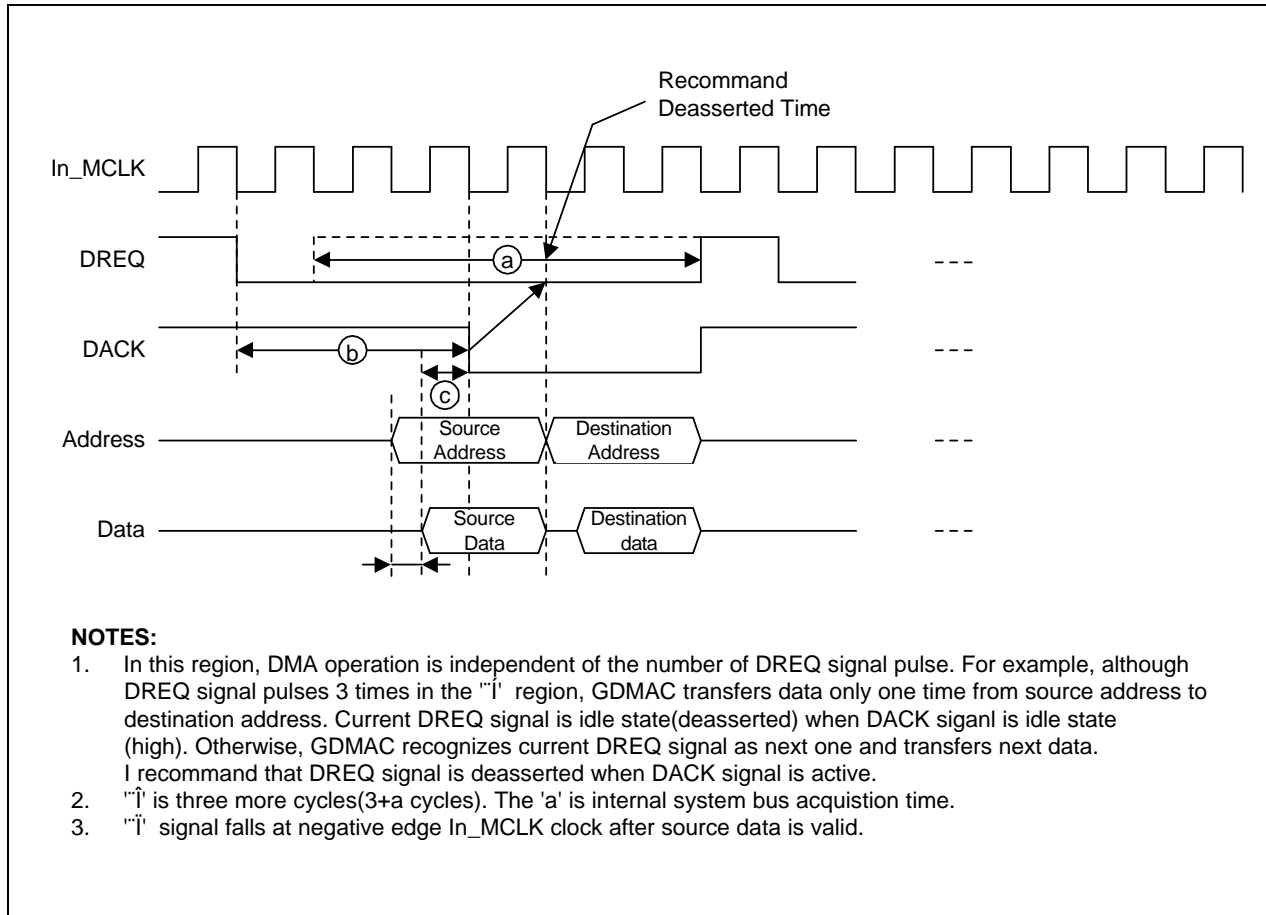 Recommand
Deasserted Time
In_MCLK
DREQ
a
DACK
b
c
Address
Source
Address
Destination
Address
Data
Source
Data
Destination
data
NOTES:
1. In this region, DMA operation is independent of the number of DREQ signal pulse. For example, although
DREQ signal pulses 3 times in the '¨Í' region, GDMAC transfers data only one time from source address to
destination address. Current DREQ signal is idle state(deasserted) when DACK siganl is idle state
(high). Otherwise, GDMAC recognizes current DREQ signal as next one and transfers next data.
I recommand that DREQ signal is deasserted when DACK signal is active.
2. '¨Î' is three more cycles(3+a cycles). The 'a' is internal system bus acquistion time.
3. '¨Ï' signal falls at negative edge In_MCLK clock after source data is valid.